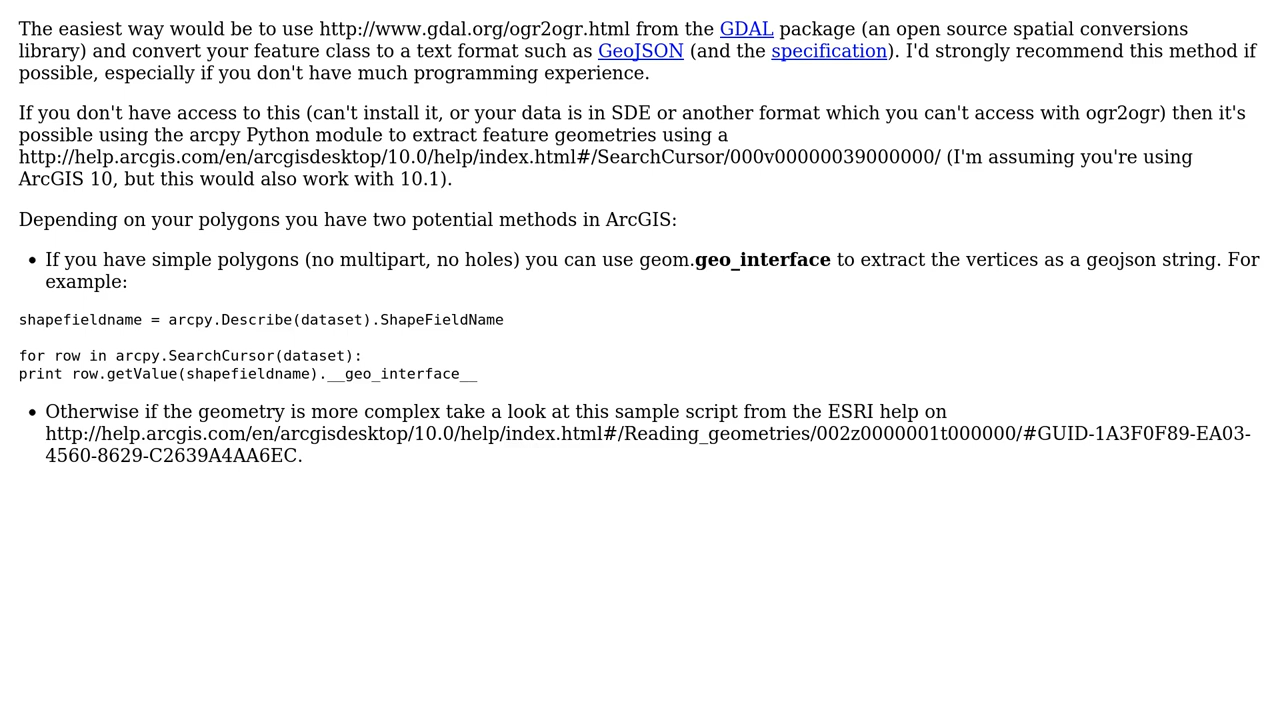 The easiest way would be to use http://www.gdal.org/ogr2ogr.html from the GDAL package (an open source spatial conversions
library) and convert your feature class to a text format such as GeoJSON (and the specification). I'd strongly recommend this method if
possible, especially if you don't have much programming experience.
If you don't have access to this (can't install it, or your data is in SDE or another format which you can't access with ogr2ogr) then it's
possible using the arcpy Python module to extract feature geometries using a
http://help.arcgis.com/en/arcgisdesktop/10.0/help/index.html#/SearchCursor/000v00000039000000/ (I'm assuming you're using
ArcGIS 10, but this would also work with 10.1).
Depending on your polygons you have two potential methods in ArcGIS:
• If you have simple polygons (no multipart, no holes) you can use geom.geo_interface to extract the vertices as a geojson string. For
example:
shapefieldname = arcpy.Describe(dataset).ShapeFieldName
for row in arcpy.SearchCursor(dataset):
print row.getValue(shapefieldname).__geo_interface__
• Otherwise if the geometry is more complex take a look at this sample script from the ESRI help on
http://help.arcgis.com/en/arcgisdesktop/10.0/help/index.html#/Reading_geometries/002z0000001t000000/#GUID-1A3F0F89-EA03-
4560-8629-C2639A4AA6EC.